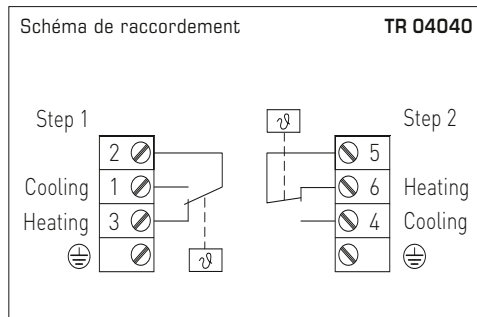 Schéma de raccordement TR 04040
Step 1 ϑ Step 2
2 5
Cooling 1 6 Heating
Heating 3 4 Cooling
ϑ